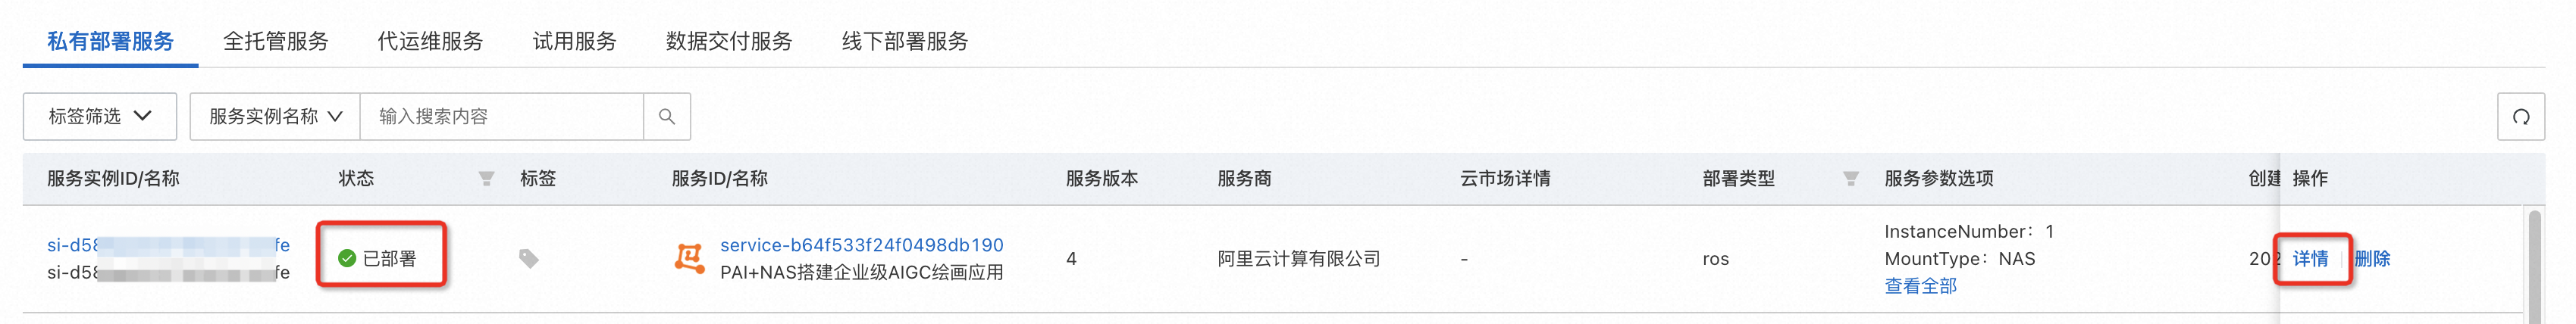 私有部署服务 全托管服务 代运维服务 试用服务 数据交付服务 线下部署服务
标签筛选 服务实例名称 输入搜索内容
服务实例ID/名称 状态 标签 服务ID/名称 服务版本 服务商 云市场详情 部署类型 服务参数选项 创建 操作
si-d58 fe service-b64f533f24f0498db190 InstanceNumber：1
已部署 4 阿里云计算有限公司 - ros MountType：NAS 202 详情 删除
si-d58 fe PAI+NAS搭建企业级AIGC绘画应用
查看全部